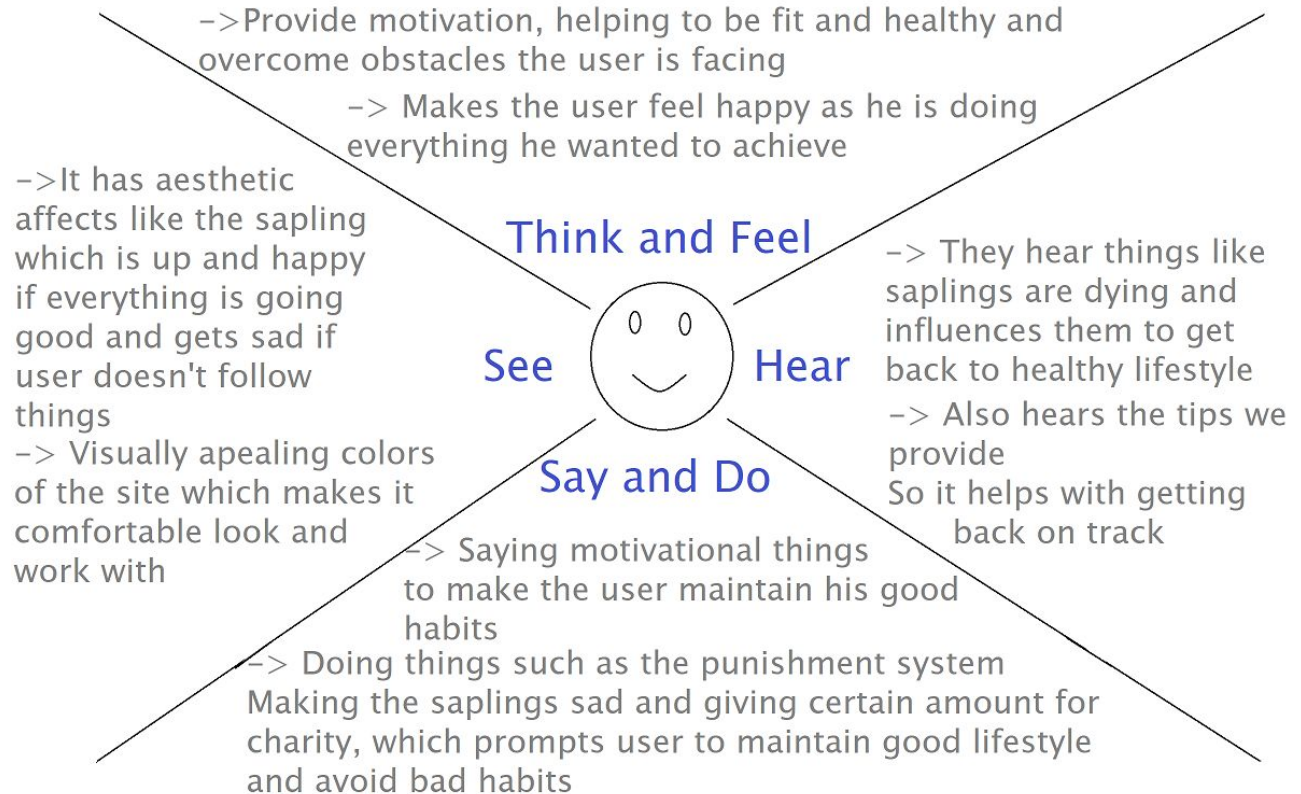 ->Provide motivation, helping to be fit and healthy and
overcome obstacles the user is facing
-> Makes the user feel happy as he is doing
everything he wanted to achieve
Think and Feel
->It has aesthetic
affects like the sapling
which is up and happy
if everything is going
good and gets sad if
user doesn't follow
things
-> Visually apealing colors
of the site which makes it
comfortable look and
work with
See
Hear
-> They hear things like
saplings are dying and
influences them to get
back to healthy lifestyle
-> Also hears the tips we
provide
So it helps with getting
back on track
Say and Do
-> Saying motivational things
to make the user maintain his good
habits
-> Doing things such as the punishment system
Making the saplings sad and giving certain amount for
charity, which prompts user to maintain good lifestyle
and avoid bad habits